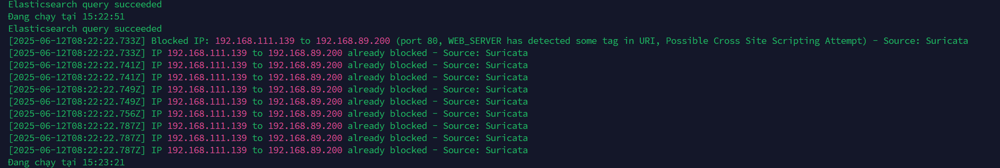 Elasticsearch query succeeded
Đang chạy tại 15:22:51
Elasticsearch query succeeded
[2025-06-12T08:22:22.733Z] Blocked IP: 192.168.111.139 to 192.168.89.200 (port 80, WEB_SERVER has detected some tag in URI, Possible Cross Site Scripting Attempt) - Source: Suricata
[2025-06-12T08:22:22.733Z] IP 192.168.111.139 to 192.168.89.200 already blocked - Source: Suricata
[2025-06-12T08:22:22.741Z] IP 192.168.111.139 to 192.168.89.200 already blocked - Source: Suricata
[2025-06-12T08:22:22.741Z] IP 192.168.111.139 to 192.168.89.200 already blocked - Source: Suricata
[2025-06-12T08:22:22.749Z] IP 192.168.111.139 to 192.168.89.200 already blocked - Source: Suricata
[2025-06-12T08:22:22.749Z] IP 192.168.111.139 to 192.168.89.200 already blocked - Source: Suricata
[2025-06-12T08:22:22.756Z] IP 192.168.111.139 to 192.168.89.200 already blocked - Source: Suricata
[2025-06-12T08:22:22.787Z] IP 192.168.111.139 to 192.168.89.200 already blocked - Source: Suricata
[2025-06-12T08:22:22.787Z] IP 192.168.111.139 to 192.168.89.200 already blocked - Source: Suricata
[2025-06-12T08:22:22.787Z] IP 192.168.111.139 to 192.168.89.200 already blocked - Source: Suricata
Đang chạy tại 15:23:21